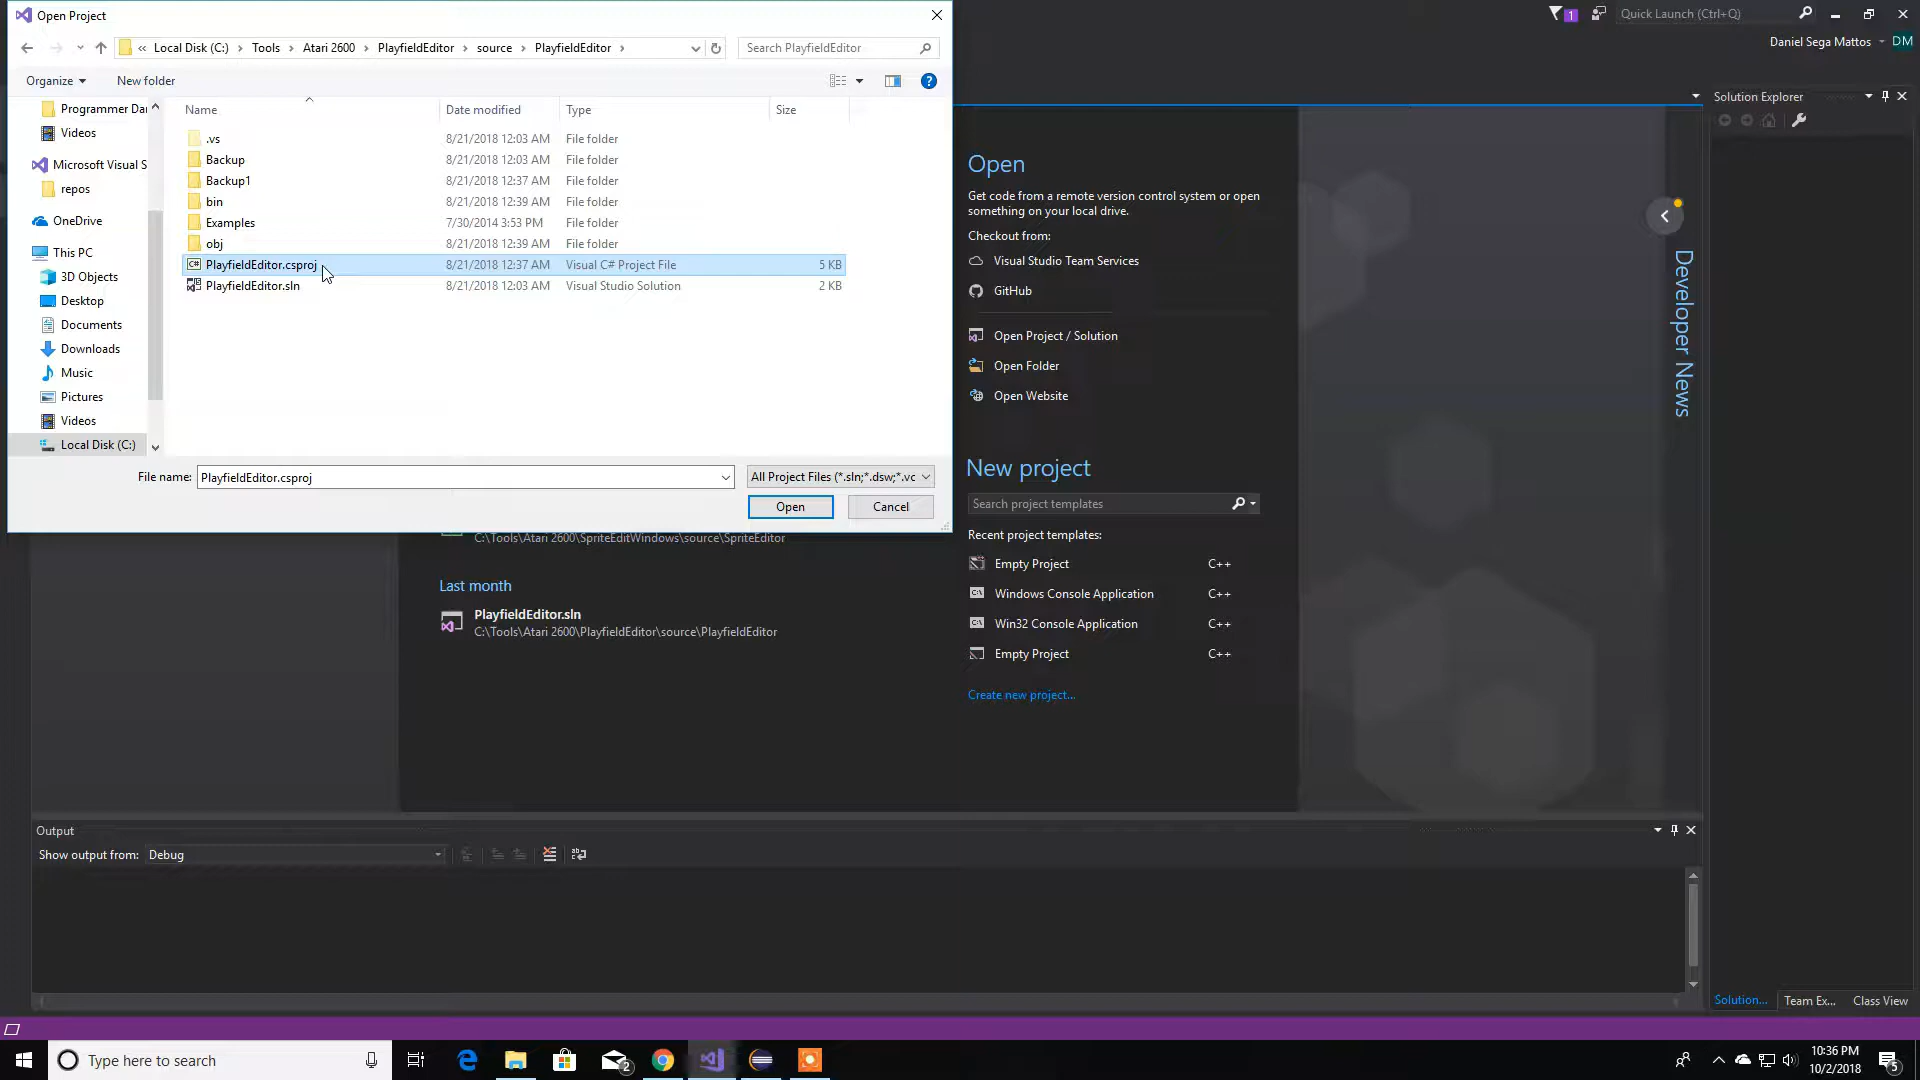 Open Project
1
Quick Launch (Ctrl+Q)
Daniel Sega Mattos
DM
« Local Disk (C:) > Tools > Atari 2600 > PlayfieldEditor > source > PlayfieldEditor >
Search PlayfieldEditor
Organize
New folder
Name
Date modified
Type
Size
Programmer Da
Videos
Microsoft Visual S
repos
OneDrive
This PC
3D Objects
Desktop
Documents
Downloads
Music
Pictures
Videos
Local Disk (C:)
.vs 8/21/2018 12:03 AM File folder
Backup 8/21/2018 12:03 AM File folder
Backup1 8/21/2018 12:37 AM File folder
bin 8/21/2018 12:39 AM File folder
Examples 7/30/2014 3:53 PM File folder
obj 8/21/2018 12:39 AM File folder
PlayfieldEditor.csproj 8/21/2018 12:37 AM Visual C# Project File 5 KB
PlayfieldEditor.sln 8/21/2018 12:03 AM Visual Studio Solution 2 KB
File name: PlayfieldEditor.csproj
All Project Files (*.sln;*.dsw;*.vc
Open
Cancel
C:\Tools\Atari 2600\SpriteEditWindows\source\SpriteEditor
Last month
PlayfieldEditor.sln
C:\Tools\Atari 2600\PlayfieldEditor\source\PlayfieldEditor
Open
Get code from a remote version control system or open
something on your local drive.
Checkout from:
Visual Studio Team Services
GitHub
Open Project / Solution
Open Folder
Open Website
New project
Search project templates
Recent project templates:
Empty Project C++
Windows Console Application C++
Win32 Console Application C++
Empty Project C++
Create new project...
Developer News
Solution Explorer
Output
Show output from: Debug
Solution... Team Ex... Class View
Type here to search
2
10:36 PM
10/2/2018
5